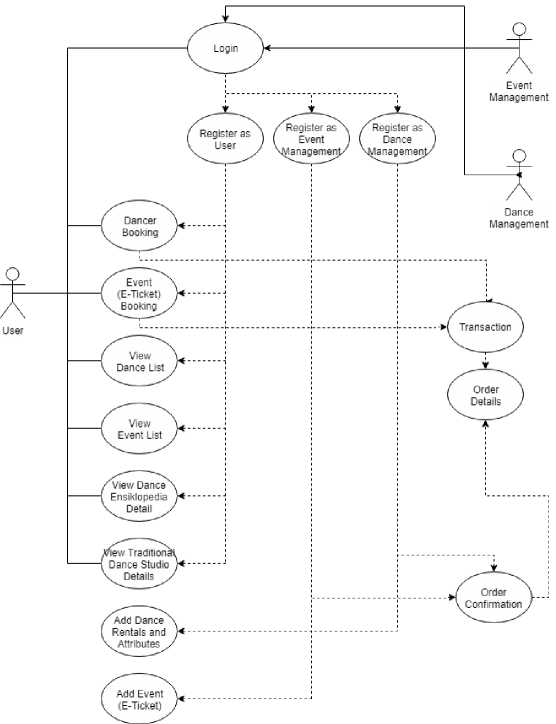 Login
Event
Management
Register as
User
Register as
Event
Management
Register as
Dance
Management
Dance
Management
Dancer
Booking
Event
(E-Ticket)
Booking
User
Transaction
View
Dance List
Order
Details
View
Event List
View Dance
Ensiklopedia
Detail
View Traditional
Dance Studio
Details
Order
Confirmation
Add Dance
Rentals and
Attributes
Add Event
(E-Ticket)